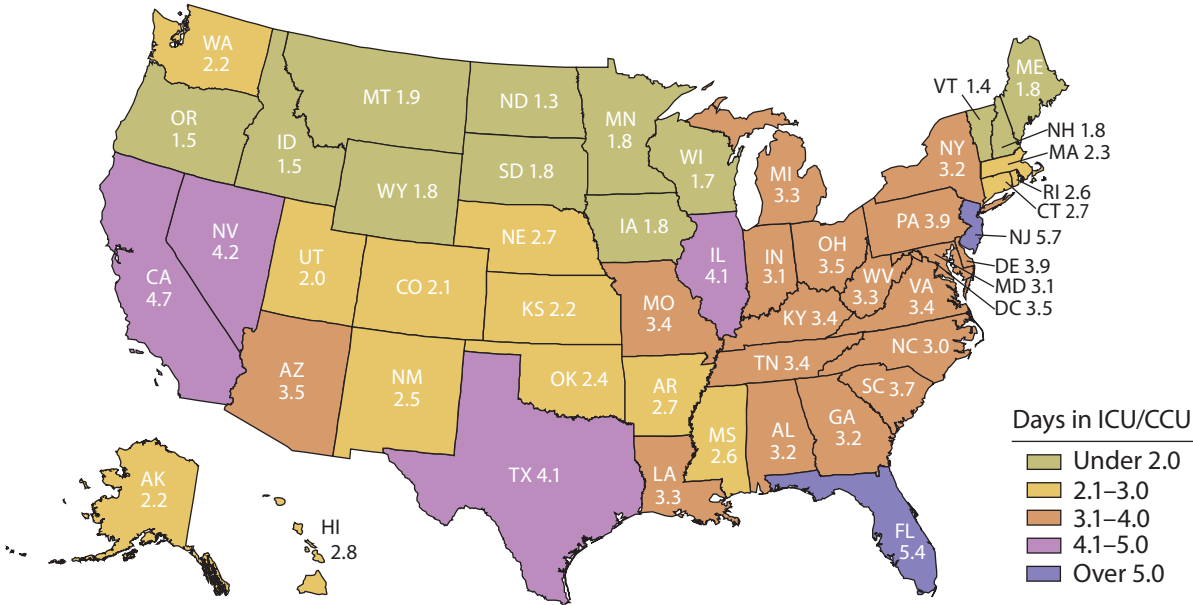 WA
2.2
OR
1.5
ID
1.5
MT 1.9
ND 1.3
MN
1.8
WI
1.7
SD 1.8
WY 1.8
IA 1.8
NE 2.7
NV
4.2
CA
4.7
UT
2.0
CO 2.1
KS 2.2
MO
3.4
IL
4.1
IN
3.1
OH
3.5
MI
3.3
WV
3.3
VA
3.4
KY 3.4
NC 3.0
TN 3.4
SC 3.7
GA
3.2
AL
3.2
MS
2.6
AR
2.7
OK 2.4
NM
2.5
AZ
3.5
TX 4.1
LA
3.3
FL
5.4
AK
2.2
HI
2.8
PA 3.9
NY
3.2
VT 1.4
ME
1.8
NH 1.8
MA 2.3
RI 2.6
CT 2.7
NJ 5.7
DE 3.9
MD 3.1
DC 3.5
Days in ICU/CCU
Under 2.0
2.1–3.0
3.1–4.0
4.1–5.0
Over 5.0